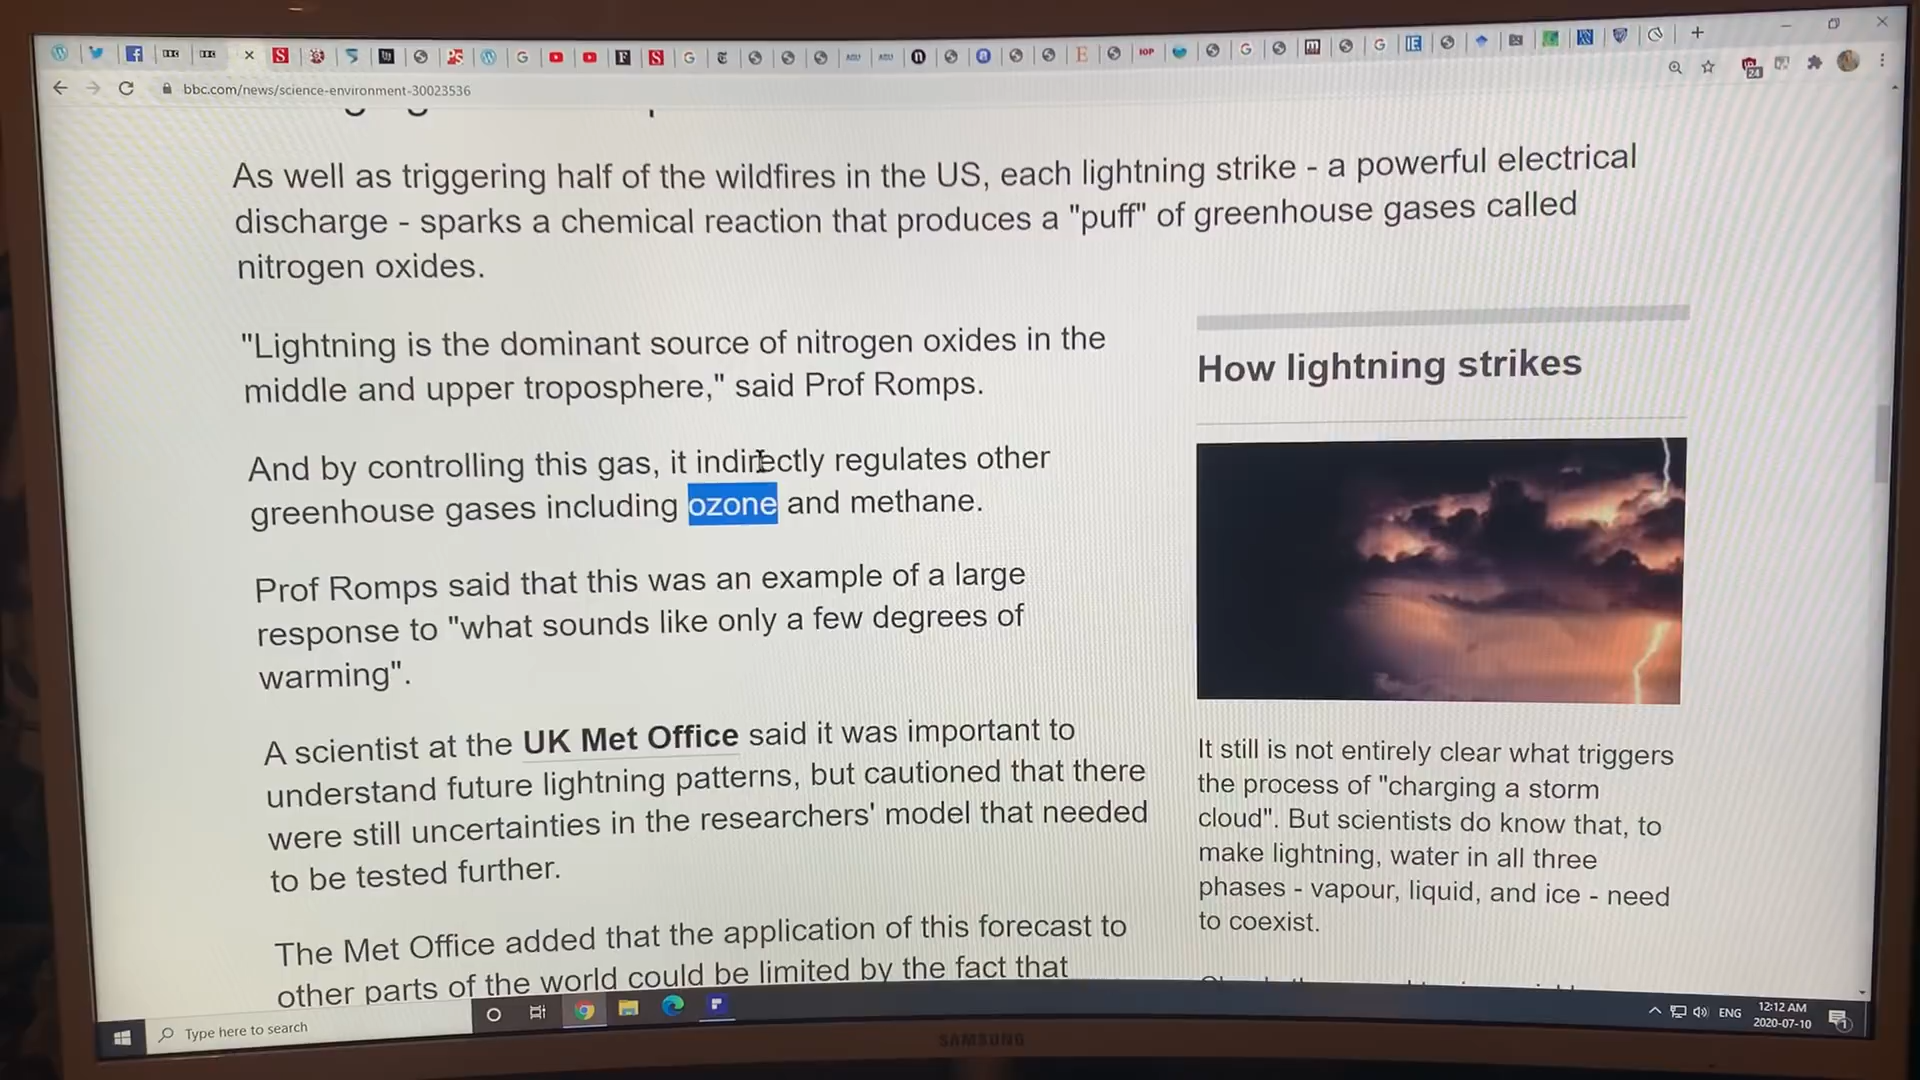 bbc.com/news/science-environment-30023536
As well as triggering half of the wildfires in the US, each lightning strike - a powerful electrical
discharge - sparks a chemical reaction that produces a "puff" of greenhouse gases called
nitrogen oxides.
"Lightning is the dominant source of nitrogen oxides in the
middle and upper troposphere," said Prof Romps.
And by controlling this gas, it indirectly regulates other
greenhouse gases including ozone and methane.
Prof Romps said that this was an example of a large
response to "what sounds like only a few degrees of
warming".
A scientist at the UK Met Office said it was important to
understand future lightning patterns, but cautioned that there
were still uncertainties in the researchers' model that needed
to be tested further.
The Met Office added that the application of this forecast to
other parts of the world could be limited by the fact that
How lightning strikes
It still is not entirely clear what triggers
the process of "charging a storm
cloud". But scientists do know that, to
make lightning, water in all three
phases - vapour, liquid, and ice - need
to coexist.
Type here to search
ENG
12:12 AM
2020-07-10
SAMSUNG